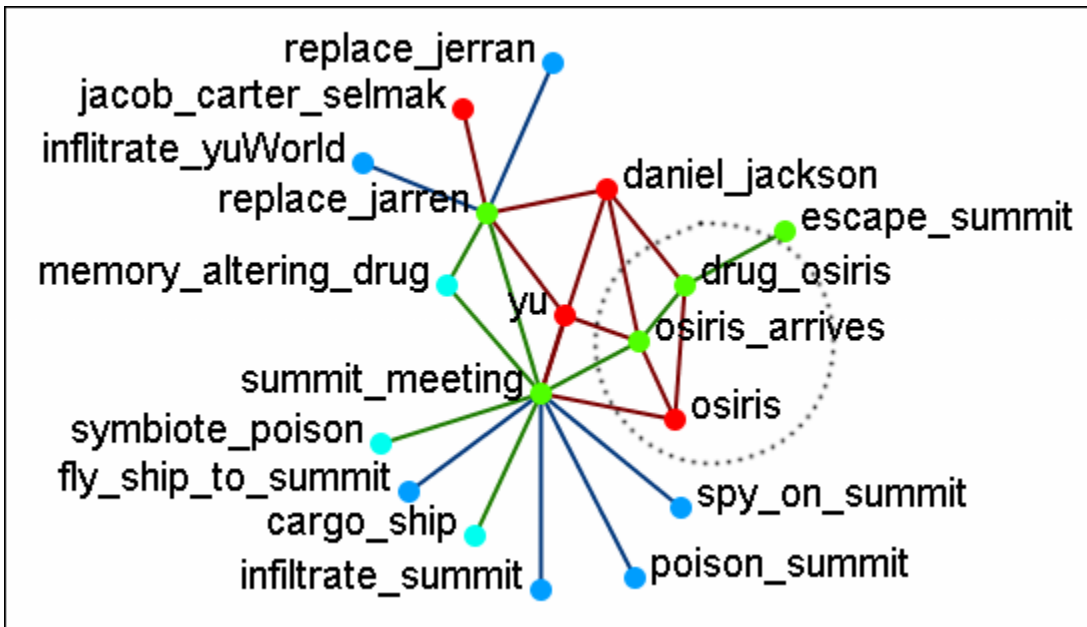 replace_jerran
jacob_carter_selmak
inflitrate_yuWorld
daniel_jackson
replace_jarren
escape_summit
memory_altering_drug
drug_osiris
yu
osiris_arrives
summit_meeting
osiris
symbiote_poison
fly_ship_to_summit
spy_on_summit
cargo_ship
poison_summit
infiltrate_summit